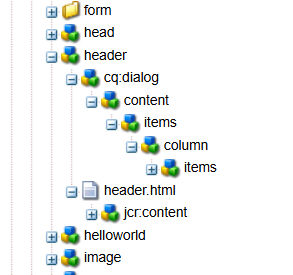 form
head
header
cq:dialog
content
items
column
items
header.html
jcr:content
helloworld
image